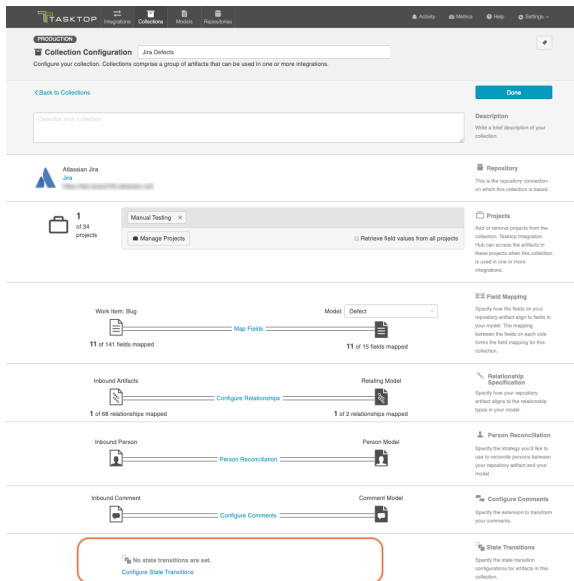 TASKTOP
Integrations
Collections
Models
Repositories
Activity
Metrics
Help
Settings
PRODUCTION
Collection Configuration
Jira Defects
Configure your collection. Collections comprise a group of artifacts that can be used in one or more integrations.
Back to Collections
Done
Describe your collection
Description
Write a brief description of your
collection.
Atlassian Jira
Jira
Repository
This is the repository connection
on which this collection is based.
1
of 34
projects
Manual Testing ×
Manage Projects
Retrieve field values from all projects
Projects
Add or remove projects from the
collection. Tasktop Integration
Hub can access the artifacts in
these projects when this collection
is used in one or more
integrations.
Work Item: Bug
Model: Defect
Map Fields
11 of 141 fields mapped
11 of 15 fields mapped
Field Mapping
Specify how the fields on your
repository artifact align to fields in
your model. The mapping
between the fields on each side
forms the field mapping for this
collection.
Inbound Artifacts
Relating Model
Configure Relationships
1 of 68 relationships mapped
1 of 2 relationships mapped
Relationship
Specification
Specify how your repository
artifact aligns to the relationship
types in your model.
Inbound Person
Person Model
Person Reconciliation
Person Reconciliation
Specify the strategy you'd like to
use to reconcile persons between
your repository artifact and your
model.
Inbound Comment
Comment Model
Configure Comments
Configure Comments
Specify the extension to transform
your comments.
No state transitions are set.
Configure State Transitions
State Transitions
Specify the state transition
configurations for artifacts in this
collection.